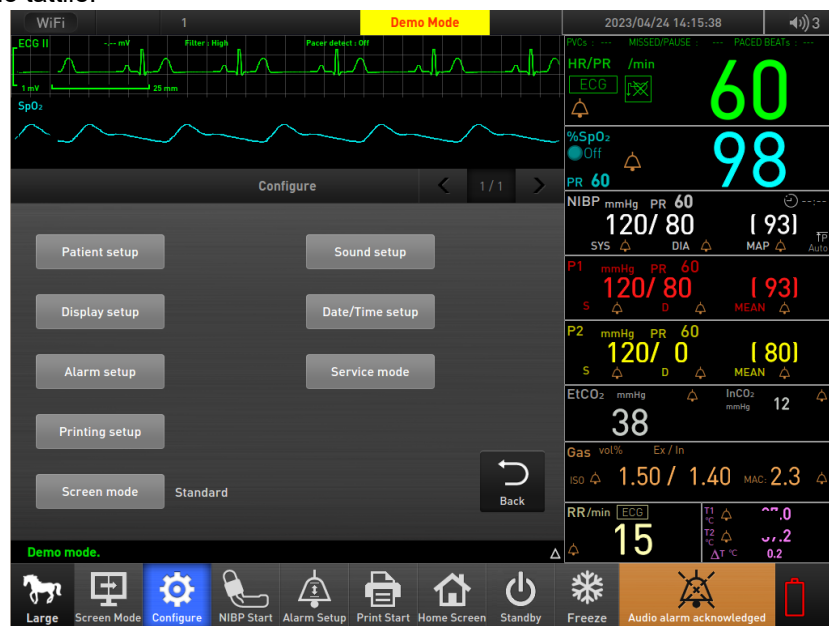 WiFi 1 Demo Mode 2023/04/24 14:15:38 3
ECG II -.-- mV Filter : High Pacer detect : Off
1 mV 25 mm
SpO₂
PVCs : --- MISSED/PAUSE : --- PACED BEATs : ---
HR/PR /min
ECG
60
%SpO₂
Off
PR 60
98
NIBP mmHg PR 60 --:--
120/ 80 ( 93)
SYS DIA MAP Auto
P1 mmHg PR 60
120/ 80 ( 93)
S D MEAN
P2 mmHg PR 60
120/ 0 ( 80)
S D MEAN
EtCO₂ mmHg InCO₂
mmHg 12
38
Gas vol% Ex / In
ISO 1.50 / 1.40 MAC: 2.3
RR/min ECG
15
T1 °C
T2 °C
ΔT °C 0.2
Configure 1/1
Patient setup Sound setup
Display setup Date/Time setup
Alarm setup Service mode
Printing setup
Screen mode Standard
Back
Demo mode.
Large Screen Mode Configure NIBP Start Alarm Setup Print Start Home Screen Standby Freeze Audio alarm acknowledged